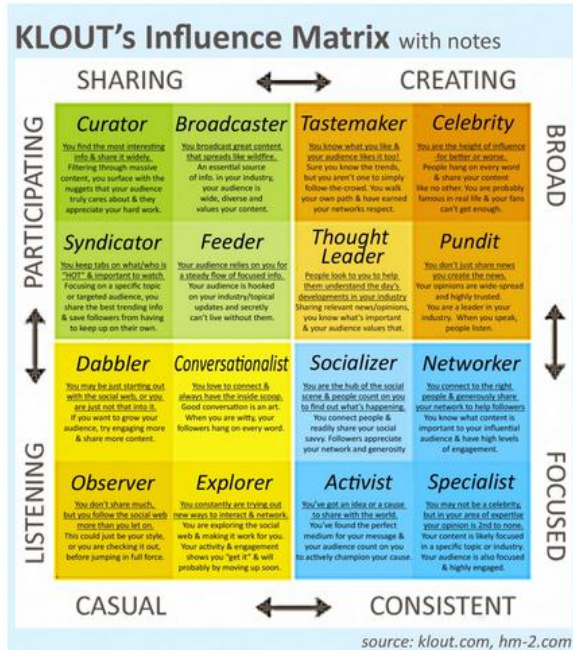 KLOUT's Influence Matrix with notes
SHARING
CREATING
PARTICIPATING
LISTENING
BROAD
FOCUSED
Curator
You find the most interesting
info & share it widely.
Filtering through massive
content, you surface with the
nuggets that your audience
truly cares about & they
appreciate your hard work.
Broadcaster
You broadcast great content
that spreads like wildfire.
An essential source
of info. in your industry,
your audience is
wide, diverse and
values your content.
Tastemaker
You know what you like &
your audience likes it too!
Sure you know the trends,
but you aren't one to simply
follow-the-crowd. You walk
your own path & have earned
your networks respect.
Celebrity
You are the height of influence
for better or worse.
People hang on every word
& share your content
like no other. You are probably
famous in real life & your fans
can't get enough.
Syndicator
You keep tabs on what/who is
"HOT" & important to watch
Focusing on a specific topic
or targeted audience, you
share the best trending info
& save followers from having
to keep up on their own.
Feeder
Your audience relies on you for
a steady flow of focused info.
Your audience is hooked
on your industry/topical
updates and secretly
can't live without them.
Thought
Leader
People look to you to help
them understand the day's
developments in your industry
Sharing relevant news/opinions,
you know what's important
& your audience values that.
Pundit
You don't just share news
you create the news.
Your opinions are wide-spread
and highly trusted.
You are a leader in your
industry. When you speak,
people listen.
Dabbler
You may be just starting out
with the social web, or you
are just not that into it.
If you want to grow your
audience, try engaging more
& share more content.
Conversationalist
You love to connect &
always have the inside scoop.
Good conversation is an art.
When you are witty, your
followers hang on every word.
Socializer
You are the hub of the social
scene & people count on you
to find out what's happening.
You connect people &
readily share your social
savvy. Followers appreciate
your network and generosity
Networker
You connect to the right
people & generously share
your network to help followers
You know what content is
important to your influential
audience & have high levels
of engagement.
Observer
You don't share much,
but you follow the social web
more than you let on.
This could just be your style,
or you are checking it out,
before jumping in full force.
Explorer
You constantly are trying out
new ways to interact & network.
You are exploring the social
web & making it work for you.
Your activity & engagement
shows you "get it" & will
probably by moving up soon.
Activist
You've got an idea or a cause
to share with the world.
You've found the perfect
medium for your message &
your audience count on you
to actively champion your cause.
Specialist
You may not be a celebrity,
but in your area of expertise
your opinion is 2nd to none.
Your content is likely focused
in a specific topic or industry.
Your audience is also focused
& highly engaged.
CASUAL
CONSISTENT
source: klout.com, hm-2.com